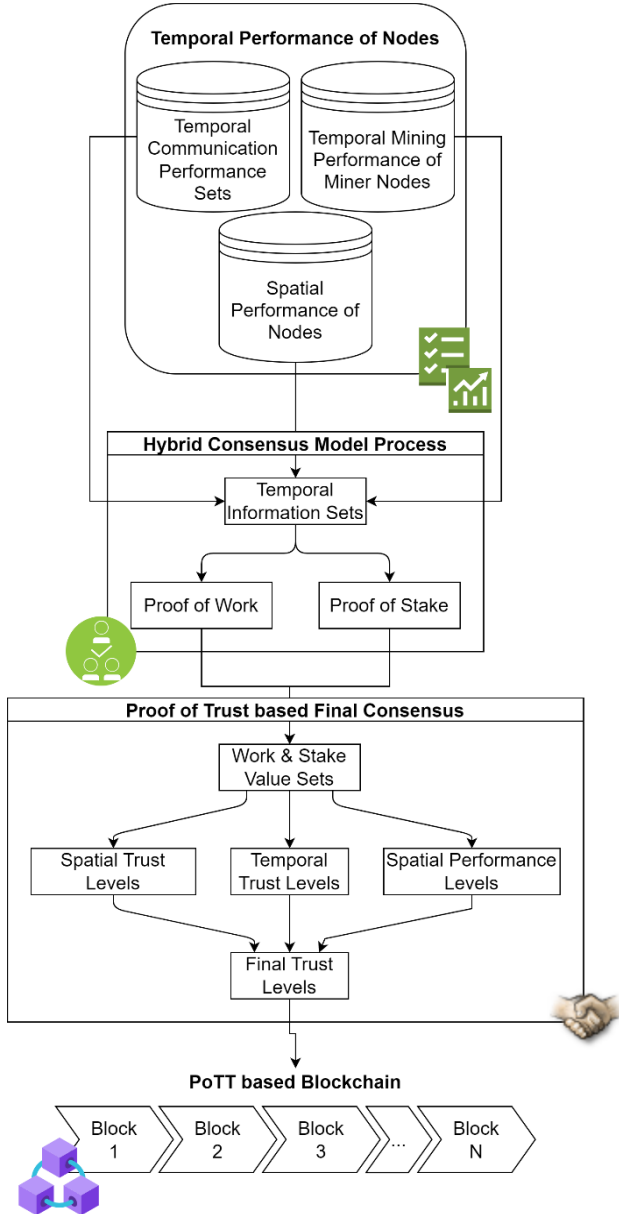 Temporal Performance of Nodes
Temporal
Communication
Performance
Sets
Temporal Mining
Performance of
Miner Nodes
Spatial
Performance of
Nodes
Hybrid Consensus Model Process
Temporal
Information Sets
Proof of Work
Proof of Stake
Proof of Trust based Final Consensus
Work & Stake
Value Sets
Spatial Trust
Levels
Temporal
Trust Levels
Spatial Performance
Levels
Final Trust
Levels
PoTT based Blockchain
Block
1
Block
2
Block
3
...
Block
N